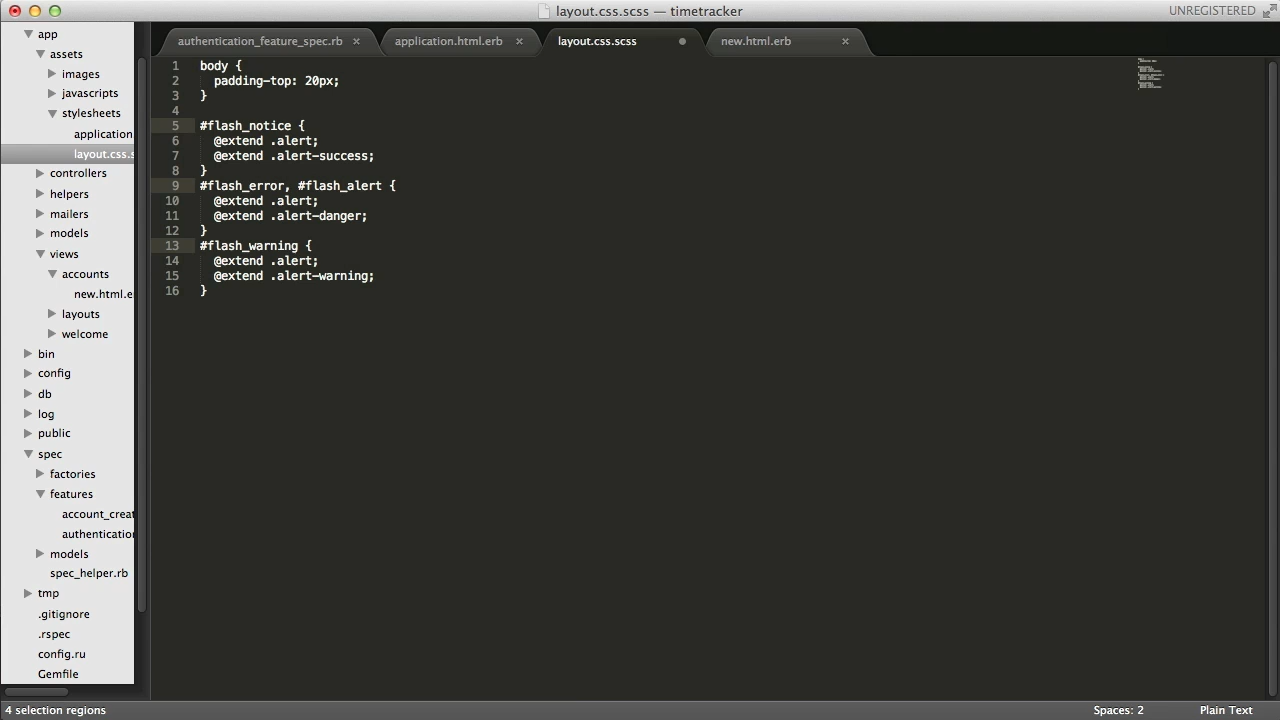 layout.css.scss — timetracker
UNREGISTERED
authentication_feature_spec.rb ×
application.html.erb ×
layout.css.scss
new.html.erb ×
app
assets
images
javascripts
stylesheets
application.
layout.css.s
controllers
helpers
mailers
models
views
accounts
new.html.e
layouts
welcome
bin
config
db
log
public
spec
factories
features
account_creat
authentication
models
spec_helper.rb
tmp
.gitignore
.rspec
config.ru
Gemfile
1 body {
2 padding-top: 20px;
3 }
4
5 #flash_notice {
6 @extend .alert;
7 @extend .alert-success;
8 }
9 #flash_error, #flash_alert {
10 @extend .alert;
11 @extend .alert-danger;
12 }
13 #flash_warning {
14 @extend .alert;
15 @extend .alert-warning;
16 }
4 selection regions
Spaces: 2
Plain Text